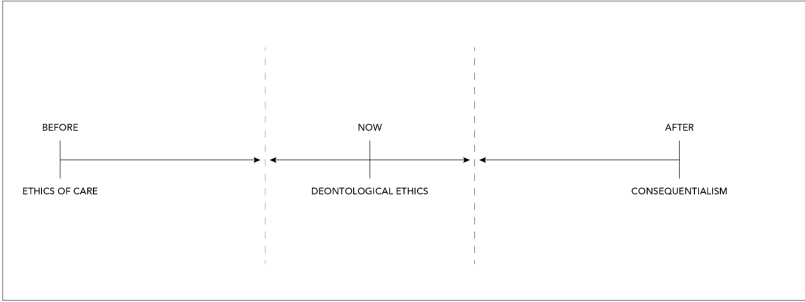 BEFORE
NOW
AFTER
ETHICS OF CARE
DEONTOLOGICAL ETHICS
CONSEQUENTIALISM